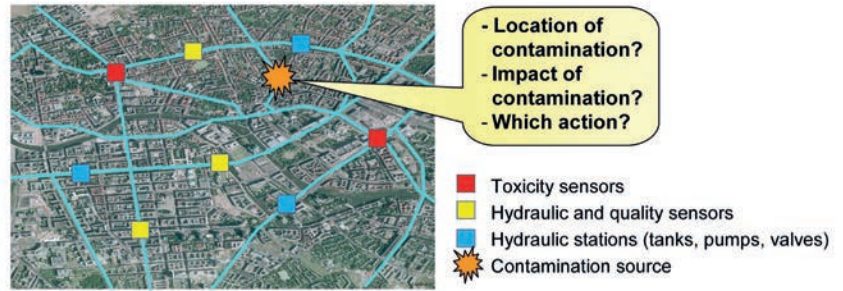 - Location of
contamination?
- Impact of
contamination?
- Which action?
Toxicity sensors
Hydraulic and quality sensors
Hydraulic stations (tanks, pumps, valves)
Contamination source